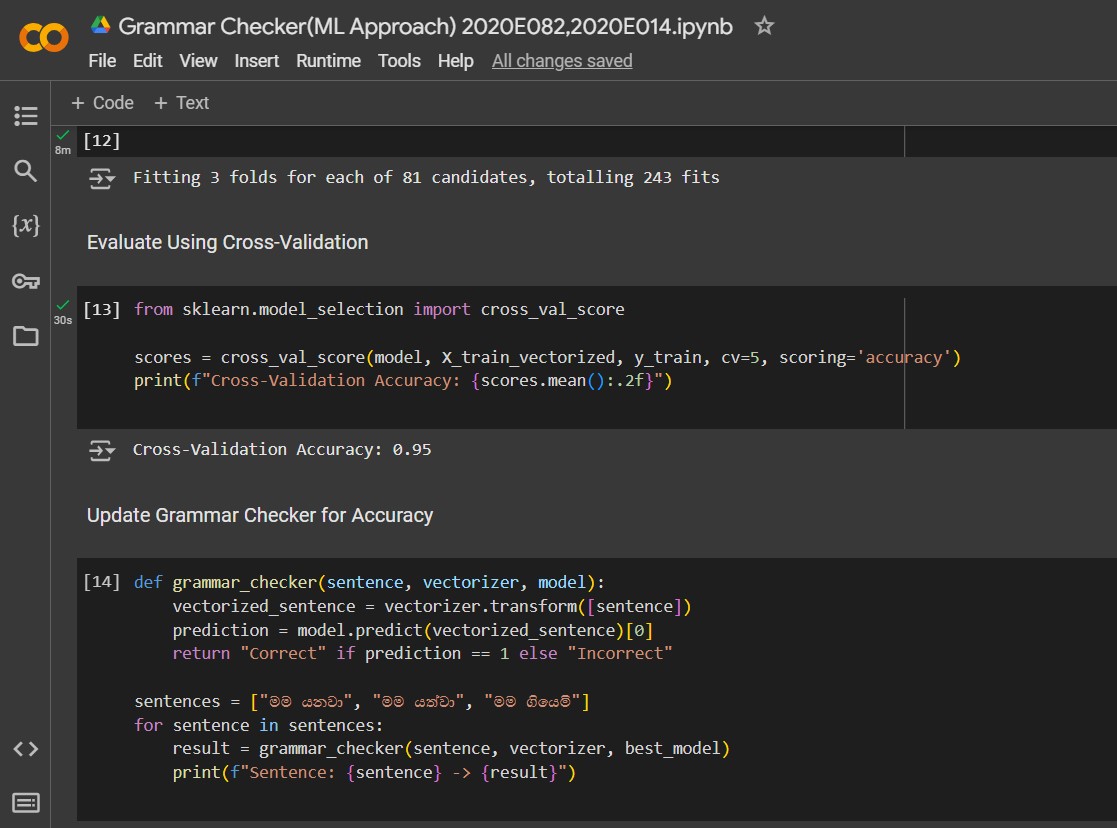 Grammar Checker(ML Approach) 2020E082,2020E014.ipynb
File Edit View Insert Runtime Tools Help All changes saved
+ Code + Text
[12]
8m
Fitting 3 folds for each of 81 candidates, totalling 243 fits
Evaluate Using Cross-Validation
[13] from sklearn.model_selection import cross_val_score
30s
scores = cross_val_score(model, X_train_vectorized, y_train, cv=5, scoring='accuracy')
print(f"Cross-Validation Accuracy: {scores.mean():.2f}")
Cross-Validation Accuracy: 0.95
Update Grammar Checker for Accuracy
[14] def grammar_checker(sentence, vectorizer, model):
vectorized_sentence = vectorizer.transform([sentence])
prediction = model.predict(vectorized_sentence)[0]
return "Correct" if prediction == 1 else "Incorrect"
sentences = ["මම යනවා", "මම යත්වා", "මම ගියෙමි"]
for sentence in sentences:
result = grammar_checker(sentence, vectorizer, best_model)
print(f"Sentence: {sentence} -> {result}")